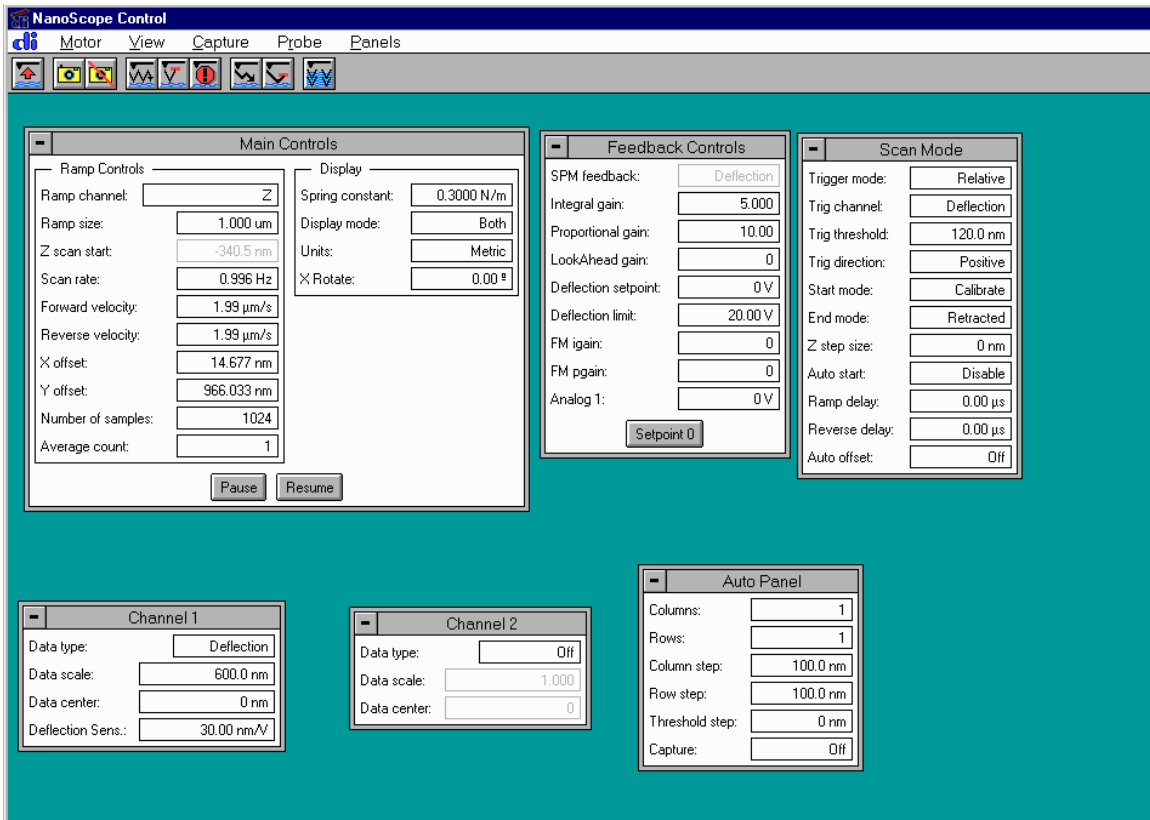 NanoScope Control
di Motor View Capture Probe Panels
Main Controls
Ramp Controls
Ramp channel: Z
Ramp size: 1.000 um
Z scan start: -340.5 nm
Scan rate: 0.996 Hz
Forward velocity: 1.99 µm/s
Reverse velocity: 1.99 µm/s
X offset: 14.677 nm
Y offset: 966.033 nm
Number of samples: 1024
Average count: 1
Display
Spring constant: 0.3000 N/m
Display mode: Both
Units: Metric
X Rotate: 0.00 º
Pause Resume
Feedback Controls
SPM feedback: Deflection
Integral gain: 5.000
Proportional gain: 10.00
LookAhead gain: 0
Deflection setpoint: 0 V
Deflection limit: 20.00 V
FM igain: 0
FM pgain: 0
Analog 1: 0 V
Setpoint 0
Scan Mode
Trigger mode: Relative
Trig channel: Deflection
Trig threshold: 120.0 nm
Trig direction: Positive
Start mode: Calibrate
End mode: Retracted
Z step size: 0 nm
Auto start: Disable
Ramp delay: 0.00 µs
Reverse delay: 0.00 µs
Auto offset: Off
Channel 1
Data type: Deflection
Data scale: 600.0 nm
Data center: 0 nm
Deflection Sens.: 30.00 nm/V
Channel 2
Data type: Off
Data scale: 1.000
Data center: 0
Auto Panel
Columns: 1
Rows: 1
Column step: 100.0 nm
Row step: 100.0 nm
Threshold step: 0 nm
Capture: Off